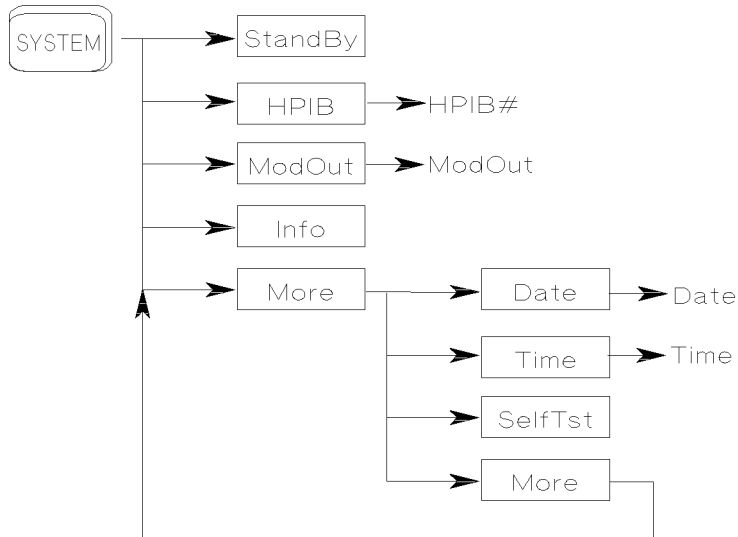 SYSTEM
StandBy
HPIB
HPIB#
ModOut
ModOut
Info
More
Date
Date
Time
Time
SelfTst
More